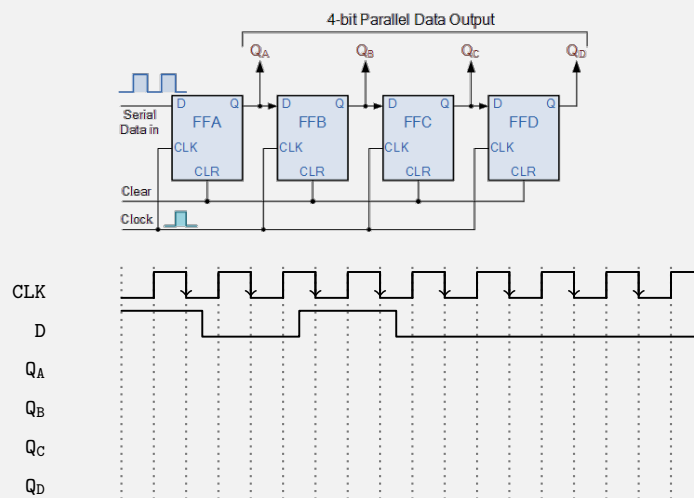 4-bit Parallel Data Output
QA QB QC QD
D Q D Q D Q D Q
Serial
Data in
FFA FFB FFC FFD
CLK CLK CLK CLK
CLR CLR CLR CLR
Clear
Clock
CLK
D
QA
QB
QC
QD